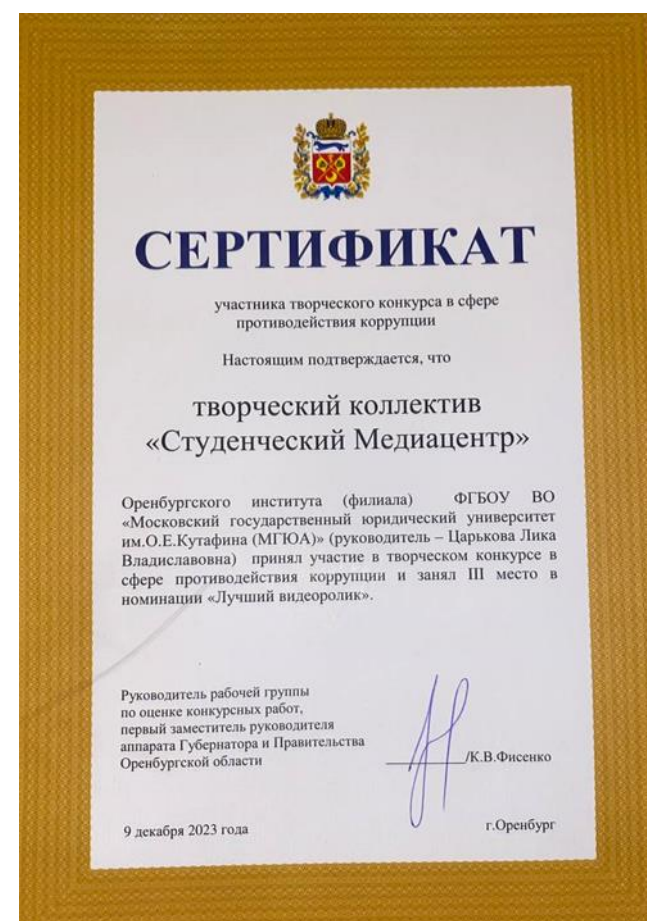 СЕРТИФИКАТ
участника творческого конкурса в сфере
противодействия коррупции
Настоящим подтверждается, что
творческий коллектив
«Студенческий Медиацентр»
Оренбургского института (филиала) ФГБОУ ВО
«Московский государственный юридический университет
им.О.Е.Кутафина (МГЮА)» (руководитель – Царькова Лика
Владиславовна) принял участие в творческом конкурсе в
сфере противодействия коррупции и занял III место в
номинации «Лучший видеоролик».
Руководитель рабочей группы
по оценке конкурсных работ,
первый заместитель руководителя
аппарата Губернатора и Правительства
Оренбургской области /К.В.Фисенко
9 декабря 2023 года г.Оренбург